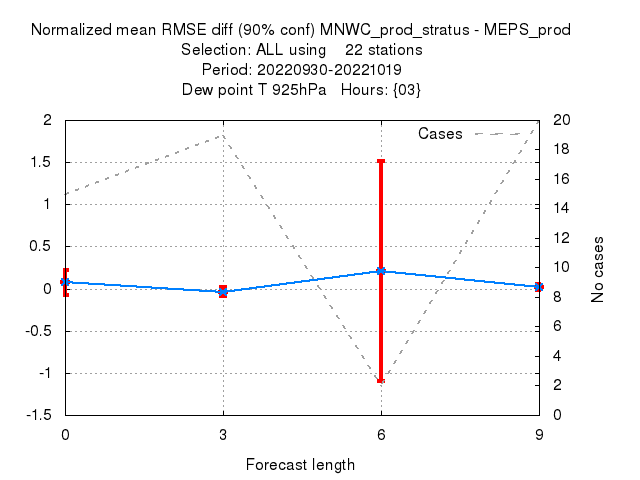 Normalized mean RMSE diff (90% conf) MNWC_prod_stratus - MEPS_prod
Selection: ALL using    22 stations
Period: 20220930-20221019
Dew point T 925hPa   Hours: {03}
Cases
2
1.5
1
0.5
0
-0.5
-1
-1.5
20
18
16
14
12
10
8
6
4
2
0
No cases
0 3 6 9
Forecast length